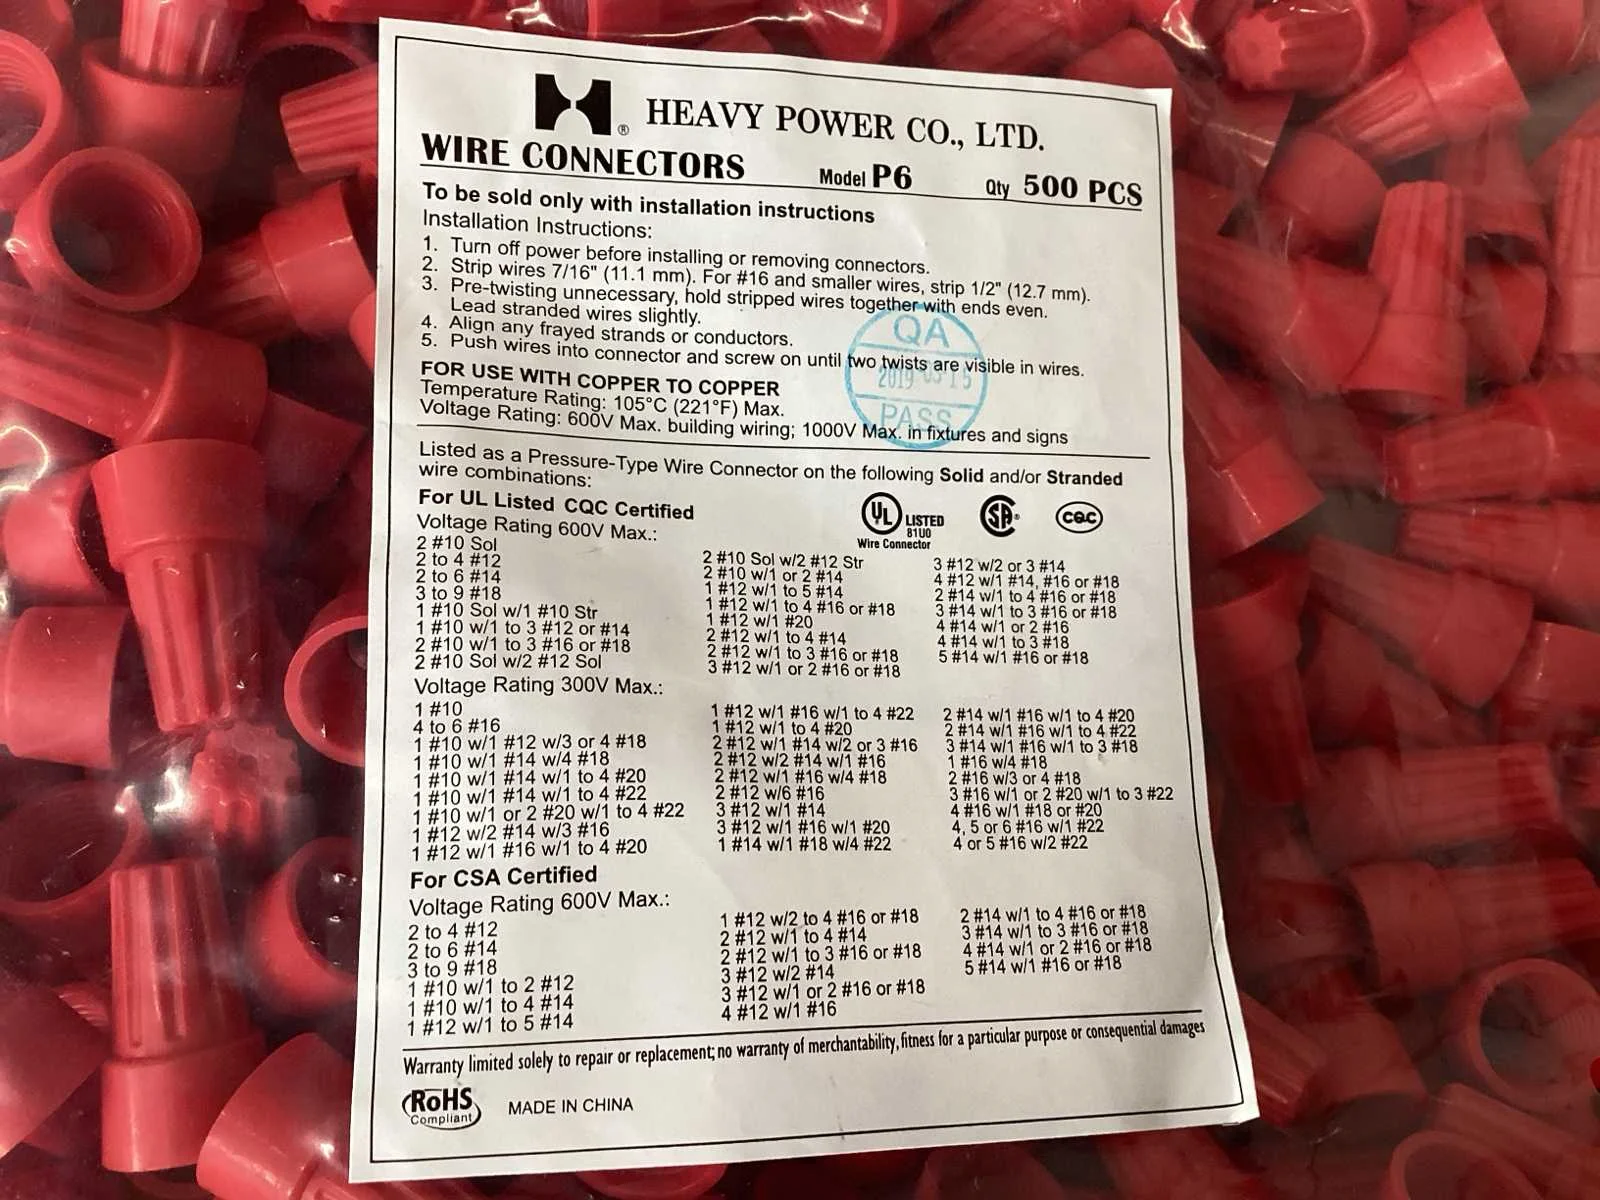 HEAVY POWER CO., LTD.
®
WIRE CONNECTORS Model P6 Qty 500 PCS
To be sold only with installation instructions
Installation Instructions:
1. Turn off power before installing or removing connectors.
2. Strip wires 7/16" (11.1 mm). For #16 and smaller wires, strip 1/2" (12.7 mm).
3. Pre-twisting unnecessary, hold stripped wires together with ends even.
Lead stranded wires slightly.
4. Align any frayed strands or conductors.
5. Push wires into connector and screw on until two twists are visible in wires.
QA
2019 03 15
PASS
FOR USE WITH COPPER TO COPPER
Temperature Rating: 105°C (221°F) Max.
Voltage Rating: 600V Max. building wiring; 1000V Max. in fixtures and signs
Listed as a Pressure-Type Wire Connector on the following Solid and/or Stranded
wire combinations:
For UL Listed CQC Certified
UL LISTED
81U0
Wire Connector
SA®
CQC
Voltage Rating 600V Max.:
2 #10 Sol
2 to 4 #12
2 to 6 #14
3 to 9 #18
1 #10 Sol w/1 #10 Str
1 #10 w/1 to 3 #12 or #14
2 #10 w/1 to 3 #16 or #18
2 #10 Sol w/2 #12 Sol
2 #10 Sol w/2 #12 Str
2 #10 w/1 or 2 #14
1 #12 w/1 to 5 #14
1 #12 w/1 to 4 #16 or #18
1 #12 w/1 #20
2 #12 w/1 to 4 #14
2 #12 w/1 to 3 #16 or #18
3 #12 w/1 or 2 #16 or #18
3 #12 w/2 or 3 #14
4 #12 w/1 #14, #16 or #18
2 #14 w/1 to 4 #16 or #18
3 #14 w/1 to 3 #16 or #18
4 #14 w/1 or 2 #16
4 #14 w/1 to 3 #18
5 #14 w/1 #16 or #18
Voltage Rating 300V Max.:
1 #10
4 to 6 #16
1 #10 w/1 #12 w/3 or 4 #18
1 #10 w/1 #14 w/4 #18
1 #10 w/1 #14 w/1 to 4 #20
1 #10 w/1 #14 w/1 to 4 #22
1 #10 w/1 or 2 #20 w/1 to 4 #22
1 #12 w/2 #14 w/3 #16
1 #12 w/1 #16 w/1 to 4 #20
1 #12 w/1 #16 w/1 to 4 #22
1 #12 w/1 to 4 #20
2 #12 w/1 #14 w/2 or 3 #16
2 #12 w/2 #14 w/1 #16
2 #12 w/1 #16 w/4 #18
2 #12 w/6 #16
3 #12 w/1 #14
3 #12 w/1 #16 w/1 #20
1 #14 w/1 #18 w/4 #22
2 #14 w/1 #16 w/1 to 4 #20
2 #14 w/1 #16 w/1 to 4 #22
3 #14 w/1 #16 w/1 to 3 #18
1 #16 w/4 #18
2 #16 w/3 or 4 #18
3 #16 w/1 or 2 #20 w/1 to 3 #22
4 #16 w/1 #18 or #20
4, 5 or 6 #16 w/1 #22
4 or 5 #16 w/2 #22
For CSA Certified
Voltage Rating 600V Max.:
2 to 4 #12
2 to 6 #14
3 to 9 #18
1 #10 w/1 to 2 #12
1 #10 w/1 to 4 #14
1 #12 w/1 to 5 #14
1 #12 w/2 to 4 #16 or #18
2 #12 w/1 to 4 #14
2 #12 w/1 to 3 #16 or #18
3 #12 w/2 #14
3 #12 w/1 or 2 #16 or #18
4 #12 w/1 #16
2 #14 w/1 to 4 #16 or #18
3 #14 w/1 to 3 #16 or #18
4 #14 w/1 or 2 #16 or #18
5 #14 w/1 #16 or #18
Warranty limited solely to repair or replacement; no warranty of merchantability, fitness for a particular purpose or consequential damages
RoHS
Compliant
MADE IN CHINA